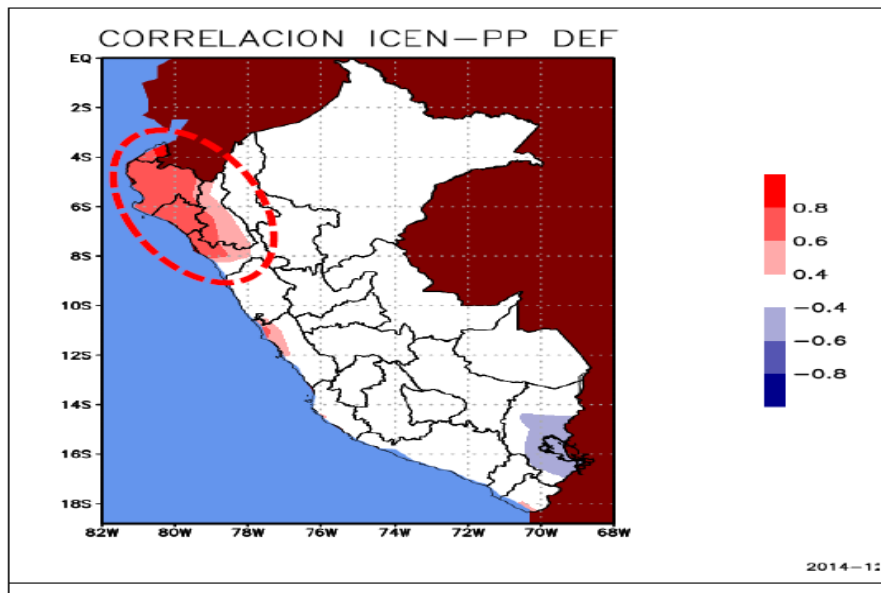 CORRELACION ICEN-PP DEF
EQ
2S
4S
6S
8S
10S
12S
14S
16S
18S
82W 80W 78W 76W 74W 72W 70W 68W
0.8
0.6
0.4
-0.4
-0.6
-0.8
2014-12